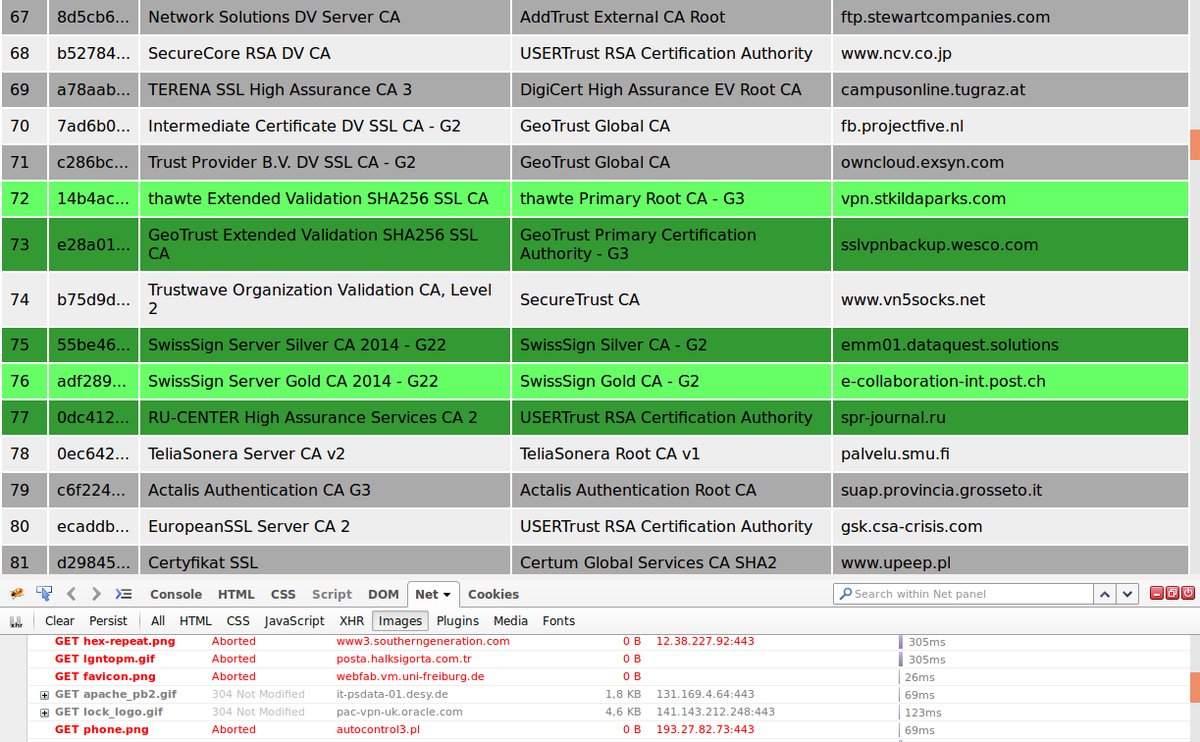 67 8d5cb6... Network Solutions DV Server CA AddTrust External CA Root ftp.stewartcompanies.com
68 b52784... SecureCore RSA DV CA USERTrust RSA Certification Authority www.ncv.co.jp
69 a78aab... TERENA SSL High Assurance CA 3 DigiCert High Assurance EV Root CA campusonline.tugraz.at
70 7ad6b0... Intermediate Certificate DV SSL CA - G2 GeoTrust Global CA fb.projectfive.nl
71 c286bc... Trust Provider B.V. DV SSL CA - G2 GeoTrust Global CA owncloud.exsyn.com
72 14b4ac... thawte Extended Validation SHA256 SSL CA thawte Primary Root CA - G3 vpn.stkildaparks.com
73 e28a01... GeoTrust Extended Validation SHA256 SSL CA GeoTrust Primary Certification Authority - G3 sslvpnbackup.wesco.com
74 b75d9d... Trustwave Organization Validation CA, Level 2 SecureTrust CA www.vn5socks.net
75 55be46... SwissSign Server Silver CA 2014 - G22 SwissSign Silver CA - G2 emm01.dataquest.solutions
76 adf289... SwissSign Server Gold CA 2014 - G22 SwissSign Gold CA - G2 e-collaboration-int.post.ch
77 0dc412... RU-CENTER High Assurance Services CA 2 USERTrust RSA Certification Authority spr-journal.ru
78 0ec642... TeliaSonera Server CA v2 TeliaSonera Root CA v1 palvelu.smu.fi
79 c6f224... Actalis Authentication CA G3 Actalis Authentication Root CA suap.provincia.grosseto.it
80 ecaddb... EuropeanSSL Server CA 2 USERTrust RSA Certification Authority gsk.csa-crisis.com
81 d29845... Certyfikat SSL Certum Global Services CA SHA2 www.upeep.pl
Console HTML CSS Script DOM Net Cookies Search within Net panel
Clear Persist All HTML CSS JavaScript XHR Images Plugins Media Fonts
GET hex-repeat.png Aborted www3.southerngeneration.com 0 B 12.38.227.92:443 305ms
GET lgntopm.gif Aborted posta.halksigorta.com.tr 0 B 305ms
GET favicon.png Aborted webfab.vm.uni-freiburg.de 0 B 26ms
GET apache_pb2.gif 304 Not Modified it-psdata-01.desy.de 1,8 KB 131.169.4.64:443 69ms
GET lock_logo.gif 304 Not Modified pac-vpn-uk.oracle.com 4,6 KB 141.143.212.248:443 123ms
GET phone.png Aborted autocontrol3.pl 0 B 193.27.82.73:443 69ms